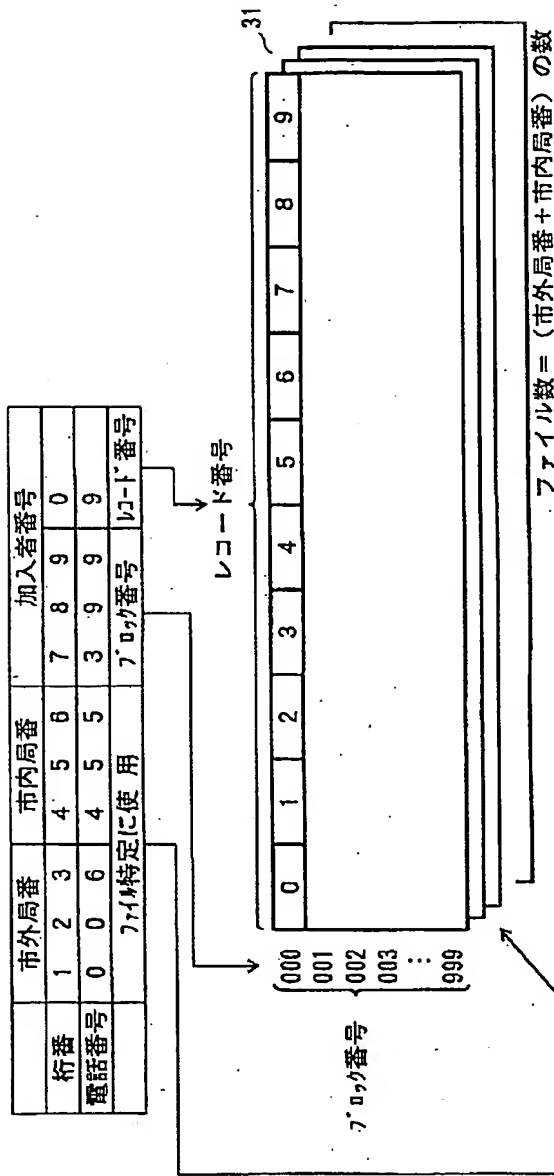 市外局番 市内局番 加入者番号
桁番 1 2 3 4 5 6 7 8 9 0
電話番号 0 0 6 4 5 5 3 9 9 9
ファイル特定に使用 ブロック番号 レコード番号
レコード番号
31
0 1 2 3 4 5 6 7 8 9
ブロック番号
000
001
002
003
⋮
999
ファイル数=(市外局番+市内局番)の数